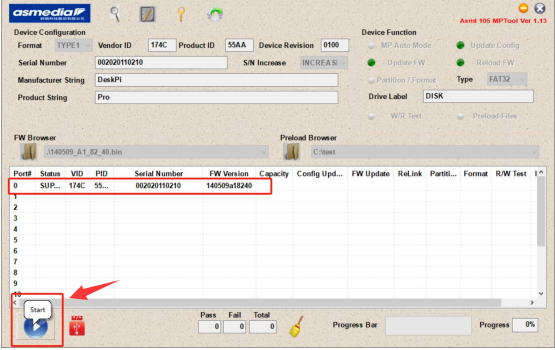 asmedia
Asmt 105 MPTool Ver 1.13
Device Configuration
Format TYPE1 Vendor ID 174C Product ID 55AA Device Revision 0100
Serial Number 002020110210 S/N Increase INCREASE
Manufacturer String DeskPi
Product String Pro
Device Function
MP Auto Mode Update Config
Update FW Reload FW
Partition / Format Type FAT32
Drive Label DISK
W/R Test Preload Files
FW Browser Preload Browser
.\140509_A1_82_40.bin C:\test
Port# Status VID PID Serial Number FW Version Capacity Config Upd... FW Update ReLink Partiti... Format R/W Test
0 SUP... 174C 55... 002020110210 140509a18240
1
2
3
4
5
6
7
8
9
10
Start
Pass Fail Total
0 0 0
Progress Bar Progress 0%